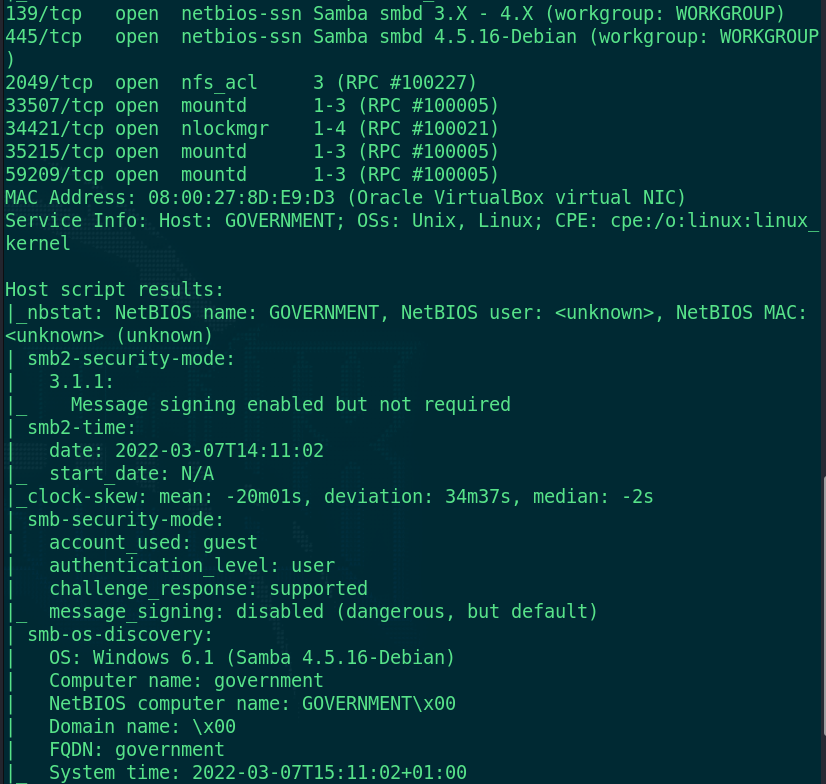 139/tcp   open  netbios-ssn Samba smbd 3.X - 4.X (workgroup: WORKGROUP)
445/tcp   open  netbios-ssn Samba smbd 4.5.16-Debian (workgroup: WORKGROUP
)
2049/tcp  open  nfs_acl     3 (RPC #100227)
33507/tcp open  mountd      1-3 (RPC #100005)
34421/tcp open  nlockmgr    1-4 (RPC #100021)
35215/tcp open  mountd      1-3 (RPC #100005)
59209/tcp open  mountd      1-3 (RPC #100005)
MAC Address: 08:00:27:8D:E9:D3 (Oracle VirtualBox virtual NIC)
Service Info: Host: GOVERNMENT; OSs: Unix, Linux; CPE: cpe:/o:linux:linux_
kernel

Host script results:
|_nbstat: NetBIOS name: GOVERNMENT, NetBIOS user: <unknown>, NetBIOS MAC:
<unknown> (unknown)
| smb2-security-mode:
|   3.1.1:
|_    Message signing enabled but not required
| smb2-time:
|   date: 2022-03-07T14:11:02
|_  start_date: N/A
|_clock-skew: mean: -20m01s, deviation: 34m37s, median: -2s
| smb-security-mode:
|   account_used: guest
|   authentication_level: user
|   challenge_response: supported
|_  message_signing: disabled (dangerous, but default)
| smb-os-discovery:
|   OS: Windows 6.1 (Samba 4.5.16-Debian)
|   Computer name: government
|   NetBIOS computer name: GOVERNMENT\x00
|   Domain name: \x00
|   FQDN: government
|_  System time: 2022-03-07T15:11:02+01:00